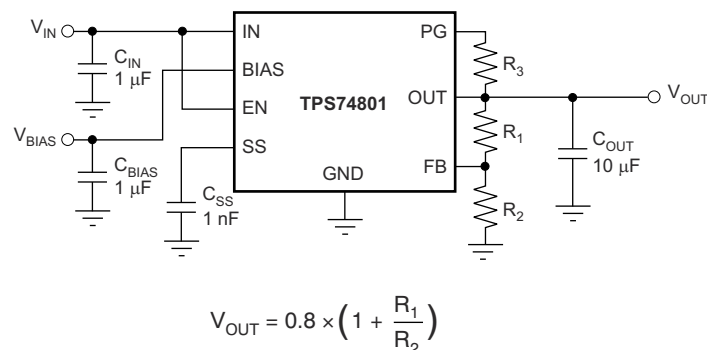 V_IN
C_IN
1 μF
V_BIAS
C_BIAS
1 μF
C_SS
1 nF
IN
BIAS
EN
SS
TPS74801
GND
PG
OUT
FB
R_3
R_1
R_2
C_OUT
10 μF
V_OUT
V_OUT = 0.8 × (1 + R_1/R_2)